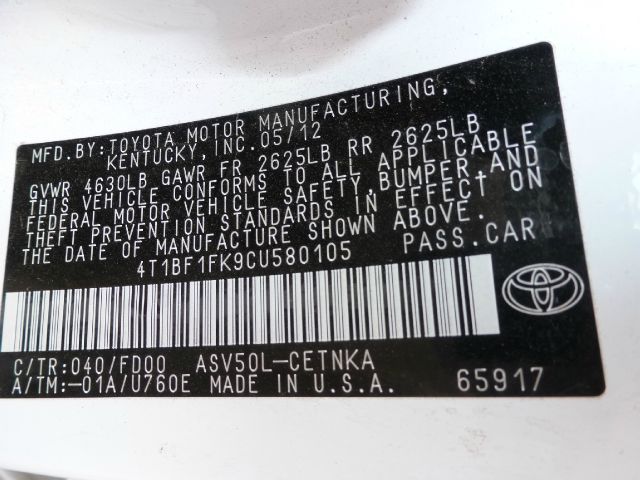 MFD. BY: TOYOTA MOTOR MANUFACTURING,
KENTUCKY, INC. 05/12
GVWR 4630LB GAWR FR 2625LB RR 2625LB
THIS VEHICLE CONFORMS TO ALL APPLICABLE
FEDERAL MOTOR VEHICLE SAFETY, BUMPER, AND
THEFT PREVENTION STANDARDS IN EFFECT ON
THE DATE OF MANUFACTURE SHOWN ABOVE.
4T1BF1FK9CU580105 PASS. CAR
C/TR: 040/FD00 ASV50L-CETNKA
A/TM: -01A/U760E MADE IN U.S.A. 65917